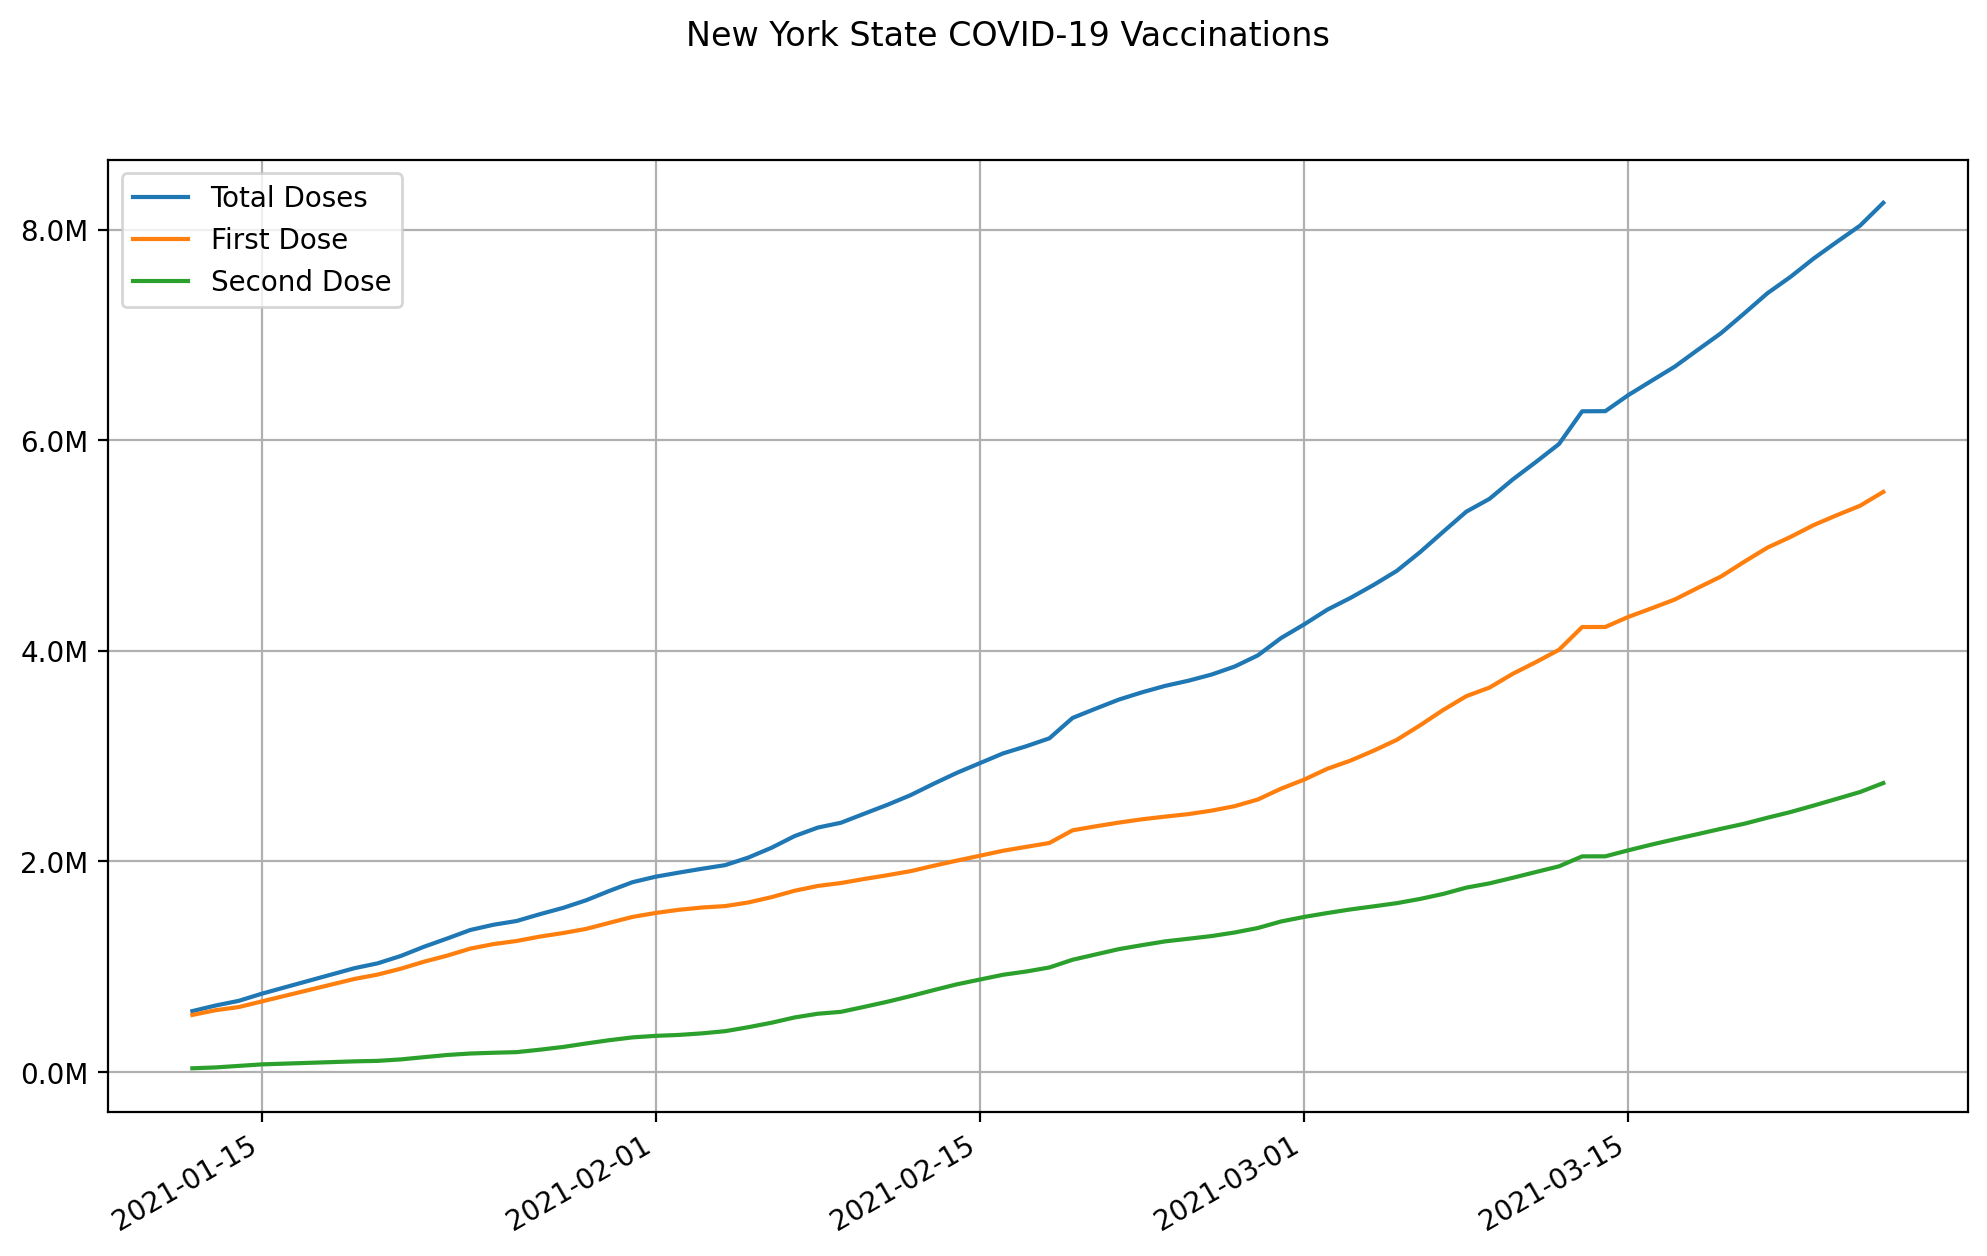 New York State COVID-19 Vaccinations
Total Doses
First Dose
Second Dose
8.0M
6.0M
4.0M
2.0M
0.0M
2021-01-15
2021-02-01
2021-02-15
2021-03-01
2021-03-15